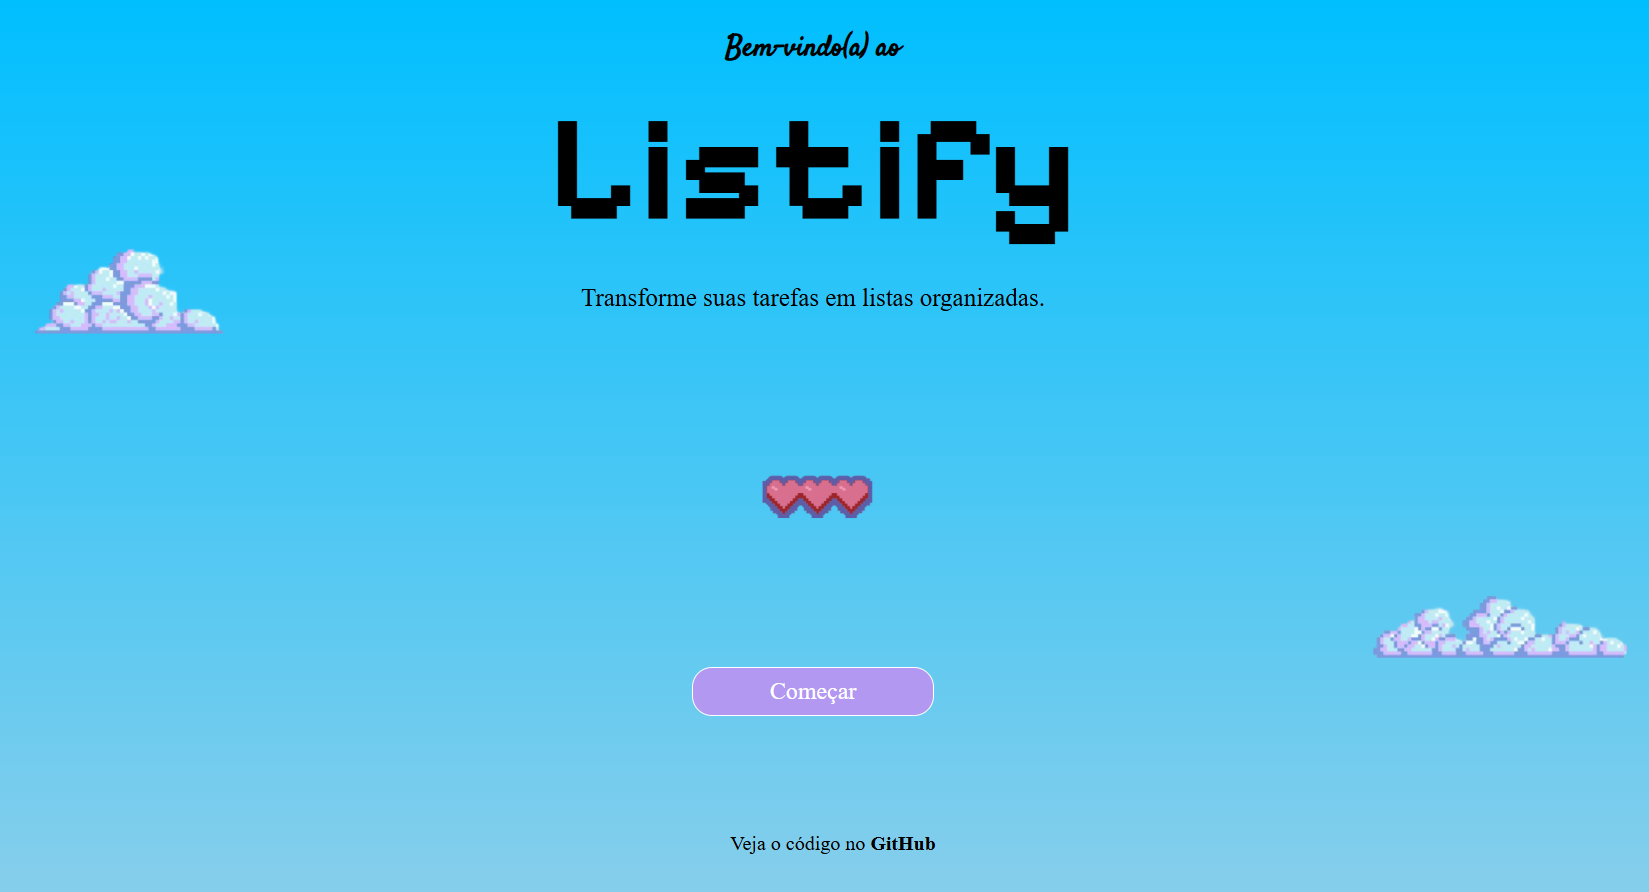 Bem-vindo(a) ao
Listify
Transforme suas tarefas em listas organizadas.
Começar
Veja o código no GitHub